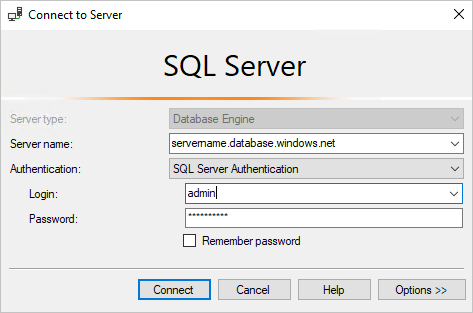 Connect to Server
SQL Server
Server type: Database Engine
Server name: servername.database.windows.net
Authentication: SQL Server Authentication
Login: admin
Password: **********
Remember password
Connect Cancel Help Options >>